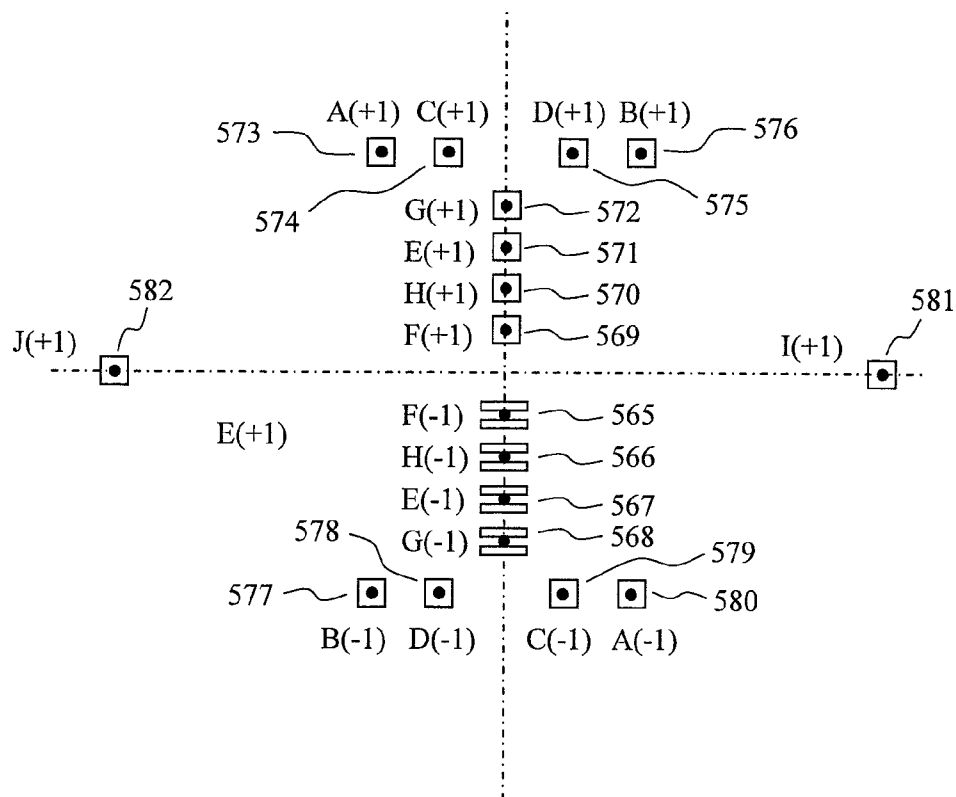 A(+1) C(+1) D(+1) B(+1)
573 576
574 575
G(+1) 572
E(+1) 571
582 H(+1) 570 581
F(+1) 569
J(+1) I(+1)
F(-1) 565
E(+1)
H(-1) 566
E(-1) 567
578 G(-1) 568 579
577 580
B(-1) D(-1) C(-1) A(-1)